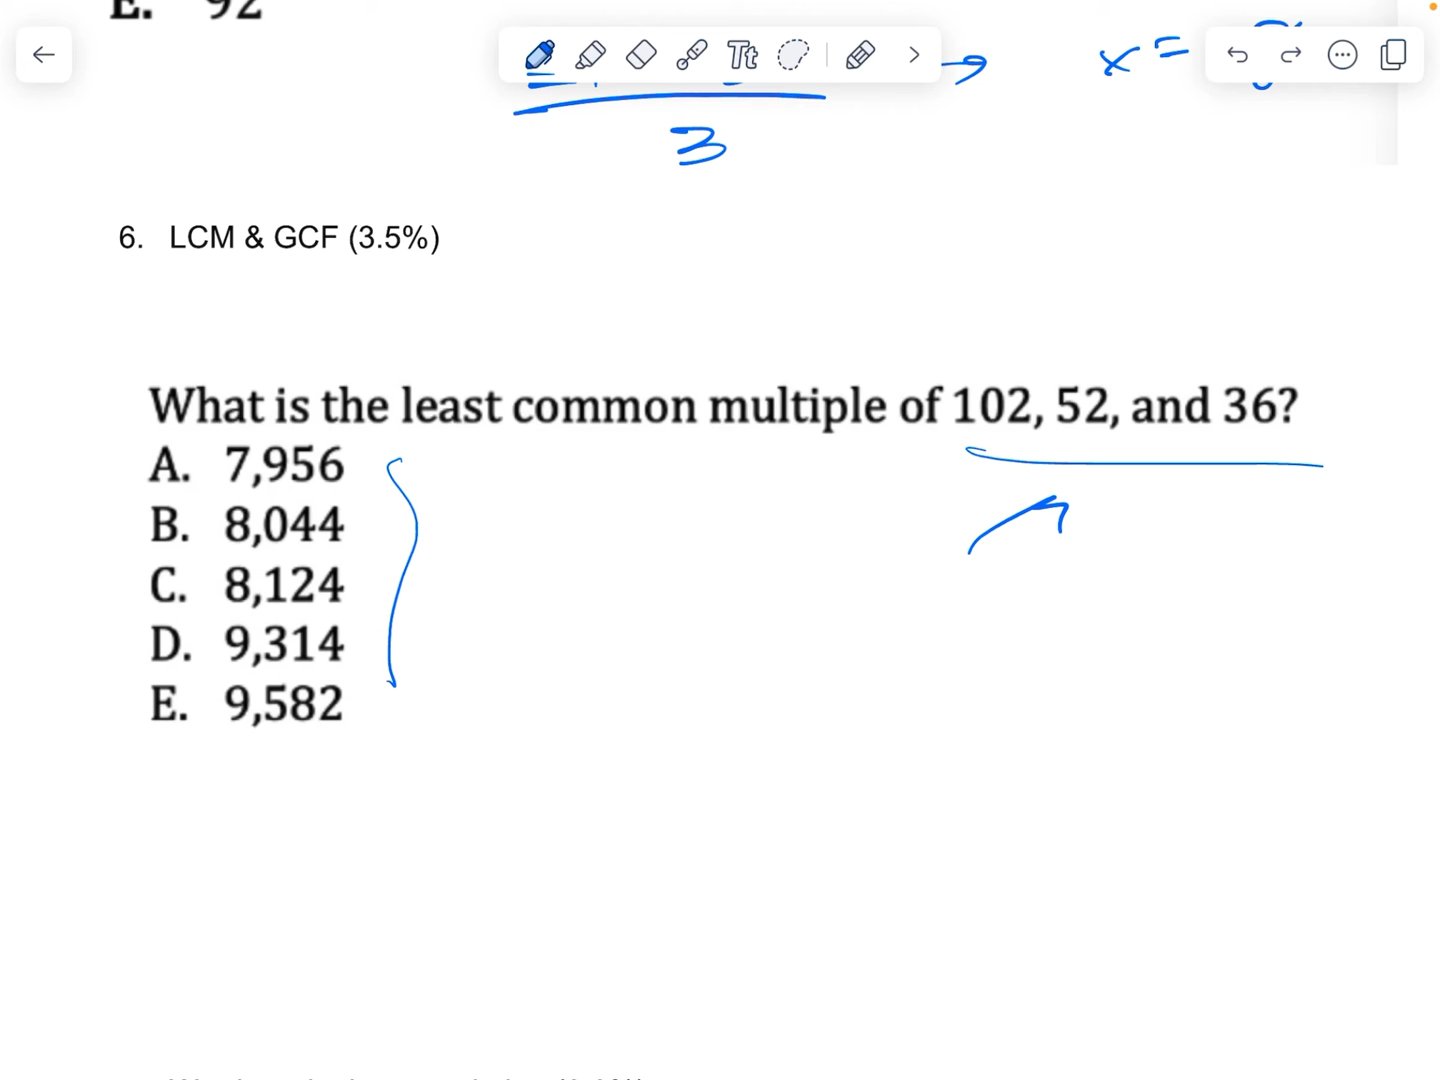 E. 92
Tt
x =
3
6. LCM & GCF (3.5%)
What is the least common multiple of 102, 52, and 36?
A. 7,956
B. 8,044
C. 8,124
D. 9,314
E. 9,582